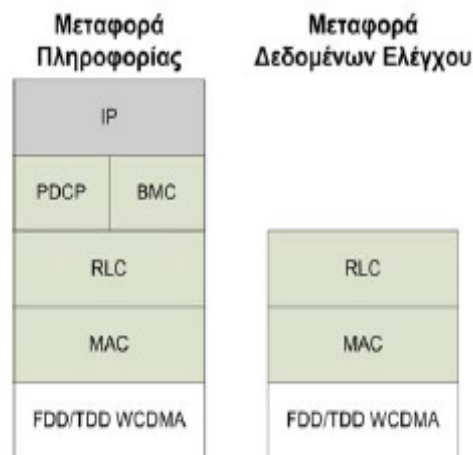 Μεταφορά
Πληροφορίας
IP
PDCP
BMC
RLC
MAC
FDD/TDD WCDMA
Μεταφορά
Δεδομένων Ελέγχου
RLC
MAC
FDD/TDD WCDMA